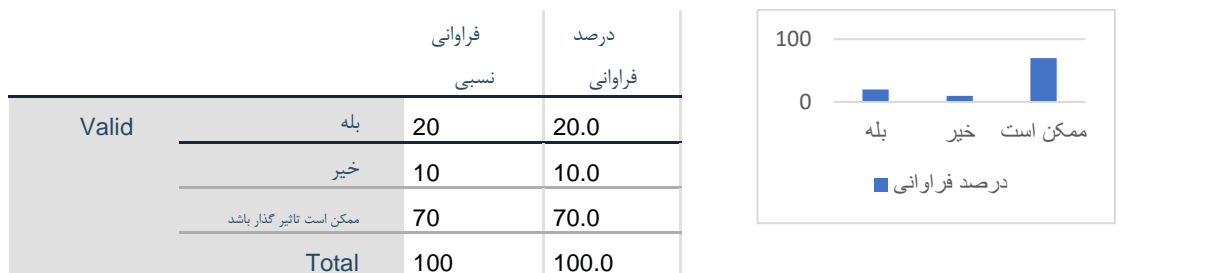 فراوانی نسبی	درصد فراوانی
Valid	بله	20	20.0
خیر	10	10.0
ممکن است تاثیر گذار باشد	70	70.0
Total	100	100.0
100
0
بله	خیر	ممکن است
درصد فراوانی